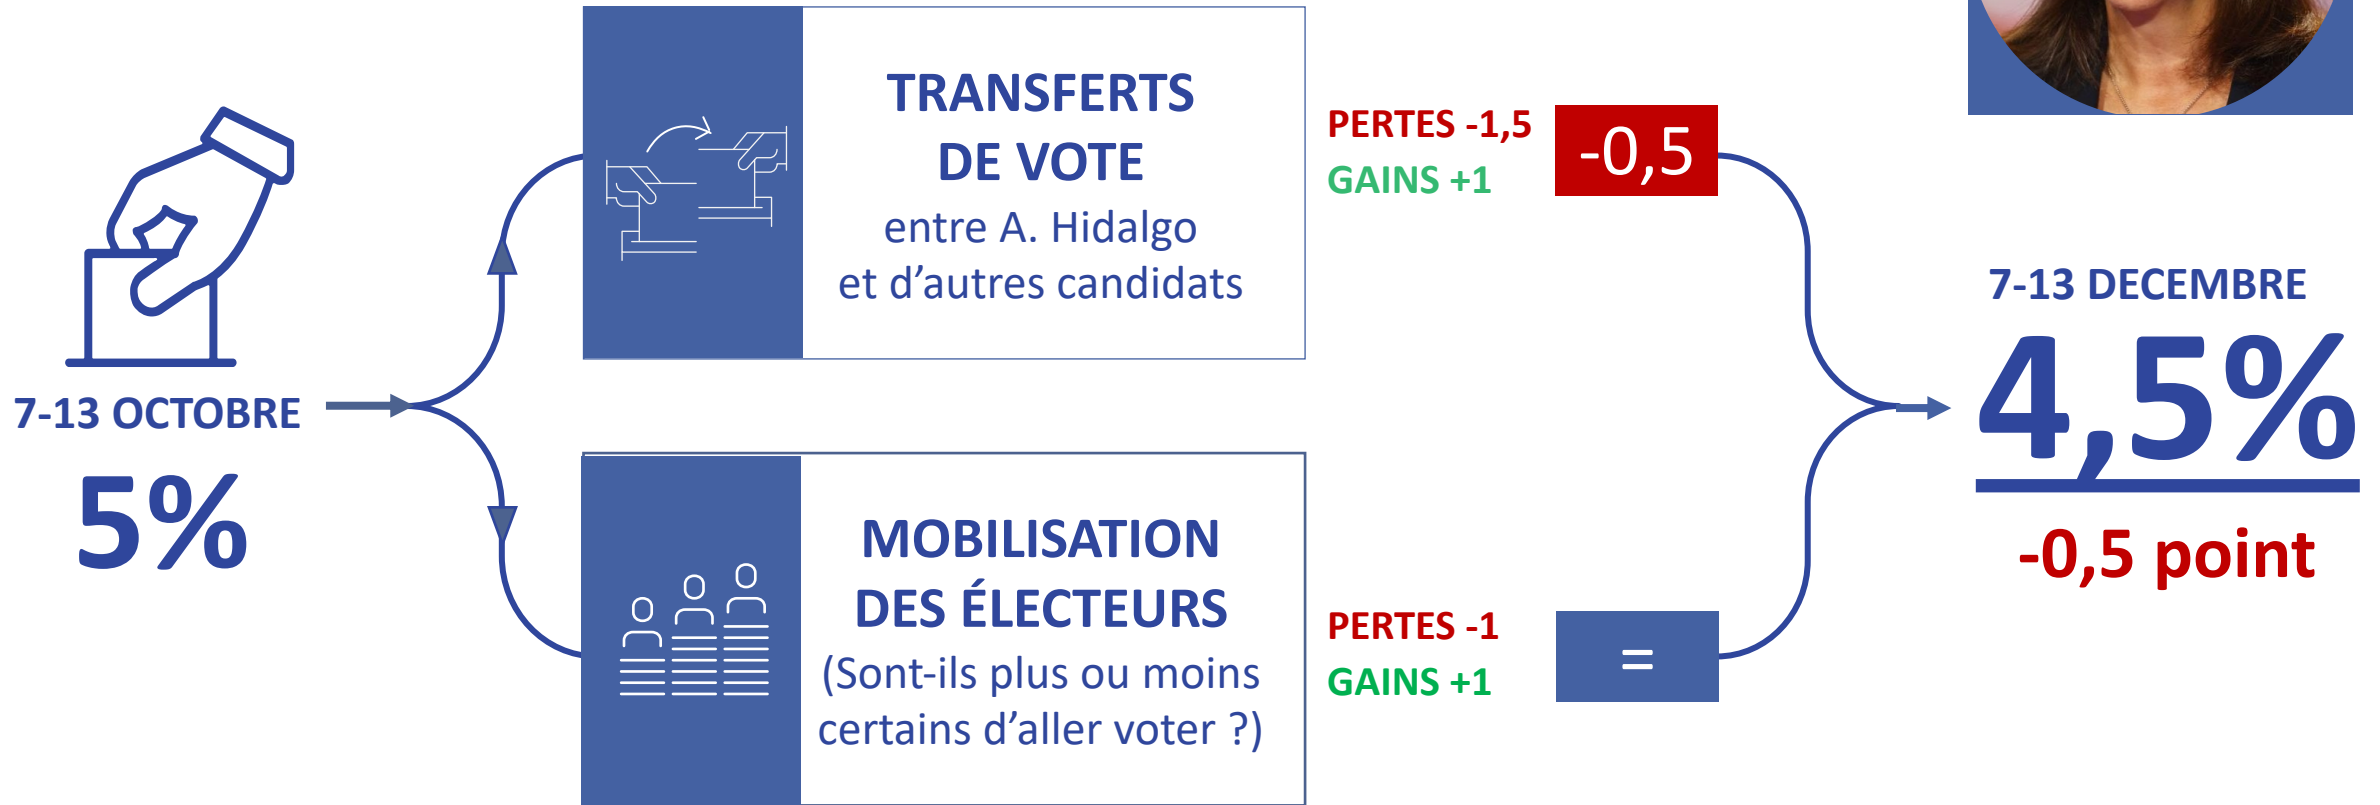 7-13 OCTOBRE
5%
TRANSFERTS
DE VOTE
entre A. Hidalgo
et d’autres candidats
PERTES -1,5
GAINS +1
-0,5
MOBILISATION
DES ÉLECTEURS
(Sont-ils plus ou moins
certains d’aller voter ?)
PERTES -1
GAINS +1
=
7-13 DECEMBRE
4,5%
-0,5 point